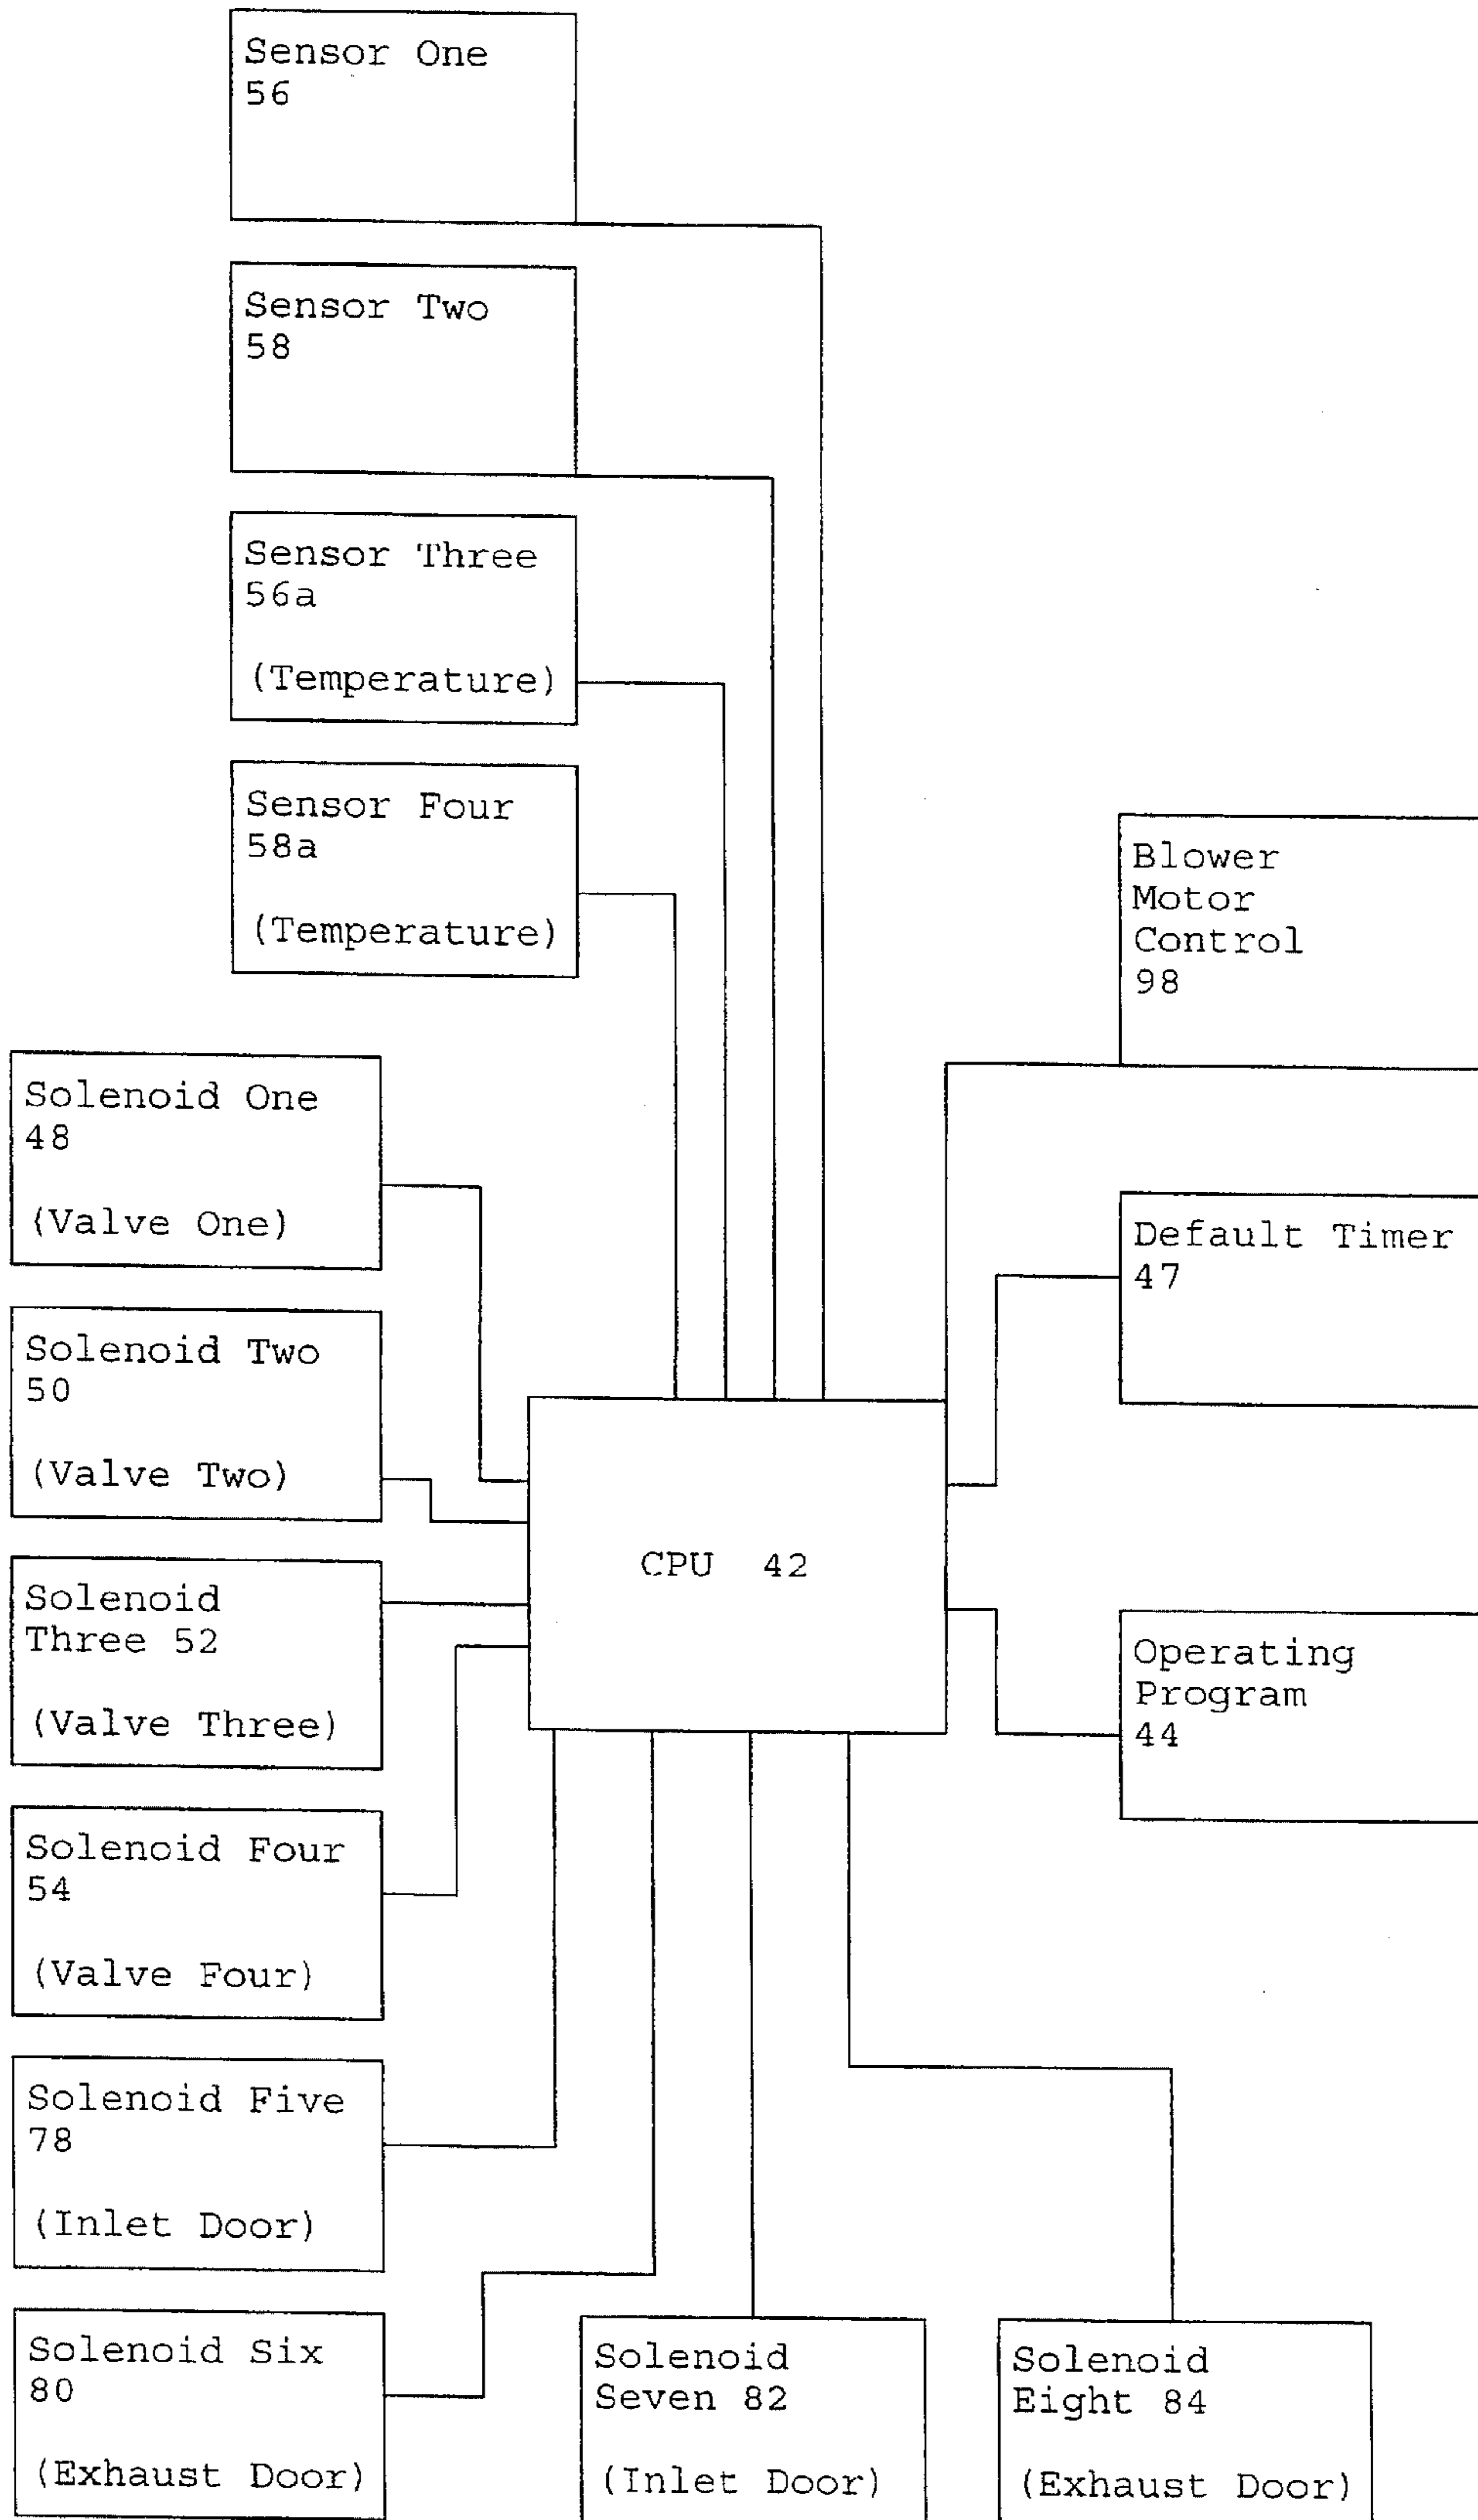 Sensor One
56
Sensor Two
58
Sensor Three
56a
(Temperature)
Sensor Four
58a
(Temperature)
Blower
Motor
Control
98
Solenoid One
48
(Valve One)
Default Timer
47
Solenoid Two
50
(Valve Two)
CPU 42
Solenoid
Three 52
(Valve Three)
Operating
Program
44
Solenoid Four
54
(Valve Four)
Solenoid Five
78
(Inlet Door)
Solenoid Six
80
(Exhaust Door)
Solenoid
Seven 82
(Inlet Door)
Solenoid
Eight 84
(Exhaust Door)